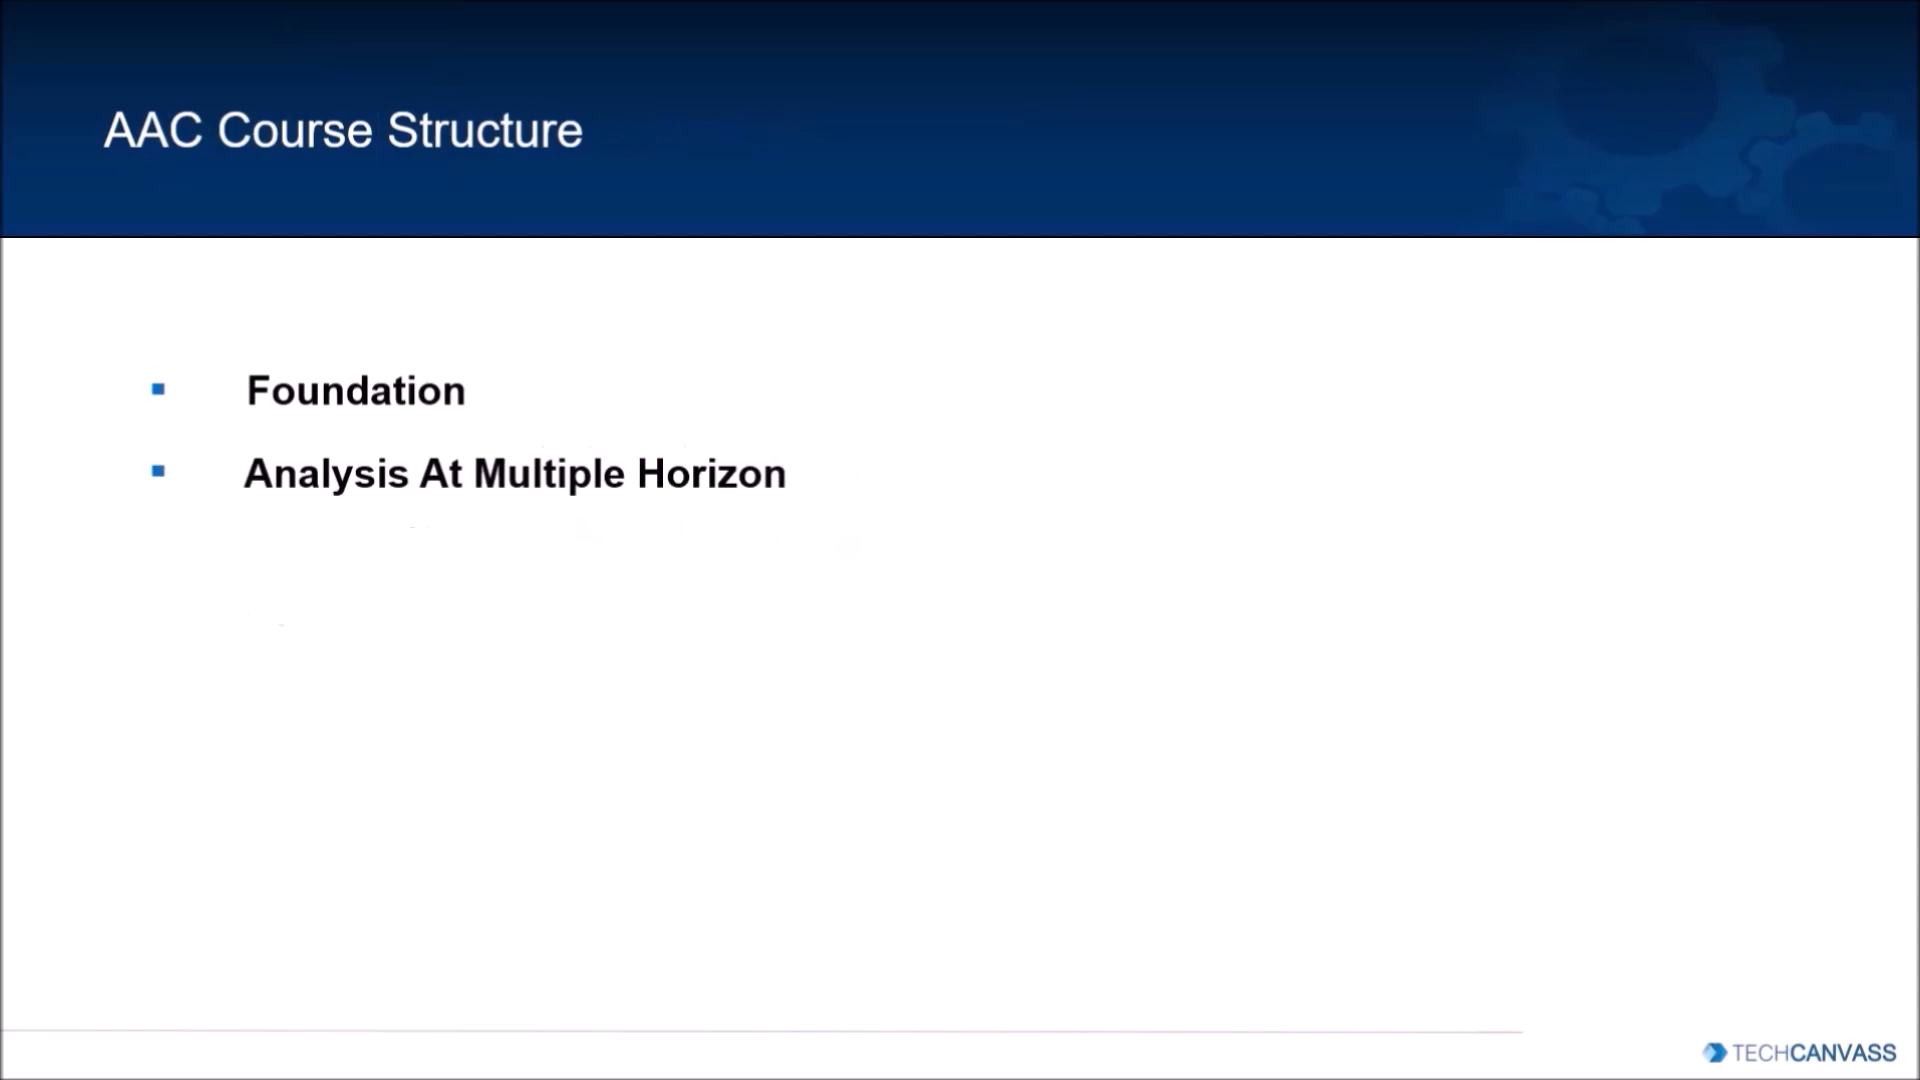 AAC Course Structure
Foundation
Analysis At Multiple Horizon
TECHCANVASS